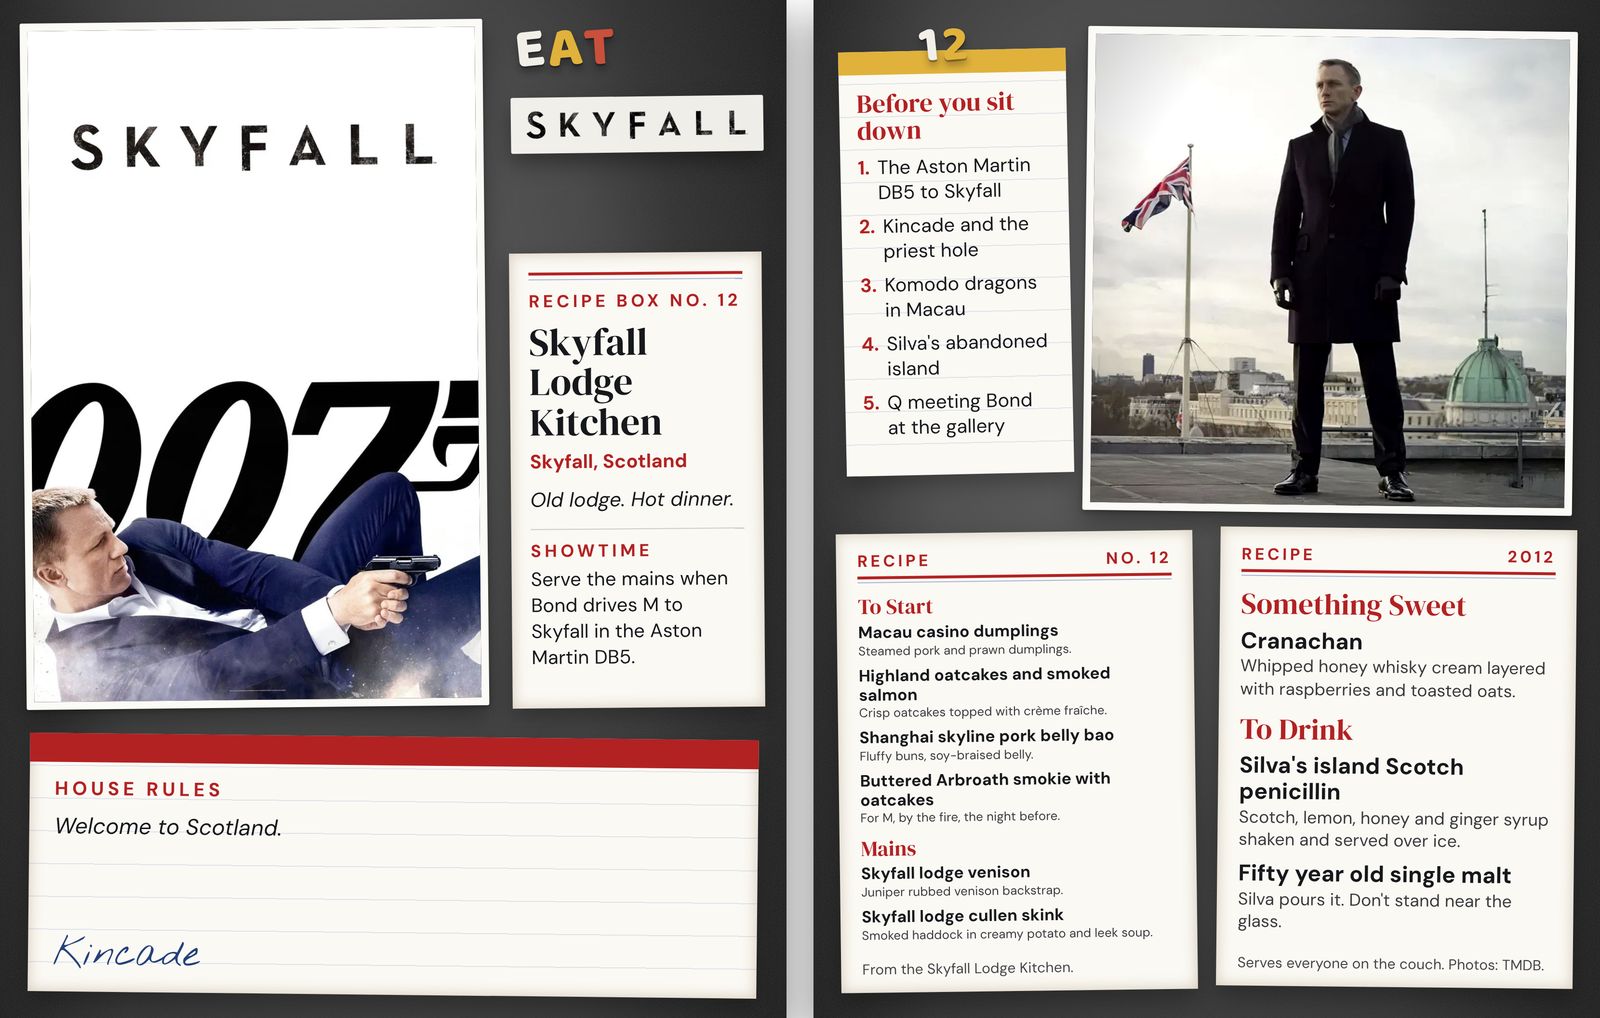 SKYFALL
007
EAT
SKYFALL
RECIPE BOX NO. 12
Skyfall
Lodge
Kitchen
Skyfall, Scotland
Old lodge. Hot dinner.
SHOWTIME
Serve the mains when
Bond drives M to
Skyfall in the Aston
Martin DB5.
HOUSE RULES
Welcome to Scotland.
Kincade
12
Before you sit
down
1. The Aston Martin
DB5 to Skyfall
2. Kincade and the
priest hole
3. Komodo dragons
in Macau
4. Silva's abandoned
island
5. Q meeting Bond
at the gallery
RECIPE NO. 12
To Start
Macau casino dumplings
Steamed pork and prawn dumplings.
Highland oatcakes and smoked
salmon
Crisp oatcakes topped with crème fraîche.
Shanghai skyline pork belly bao
Fluffy buns, soy-braised belly.
Buttered Arbroath smokie with
oatcakes
For M, by the fire, the night before.
Mains
Skyfall lodge venison
Juniper rubbed venison backstrap.
Skyfall lodge cullen skink
Smoked haddock in creamy potato and leek soup.
From the Skyfall Lodge Kitchen.
RECIPE 2012
Something Sweet
Cranachan
Whipped honey whisky cream layered
with raspberries and toasted oats.
To Drink
Silva's island Scotch
penicillin
Scotch, lemon, honey and ginger syrup
shaken and served over ice.
Fifty year old single malt
Silva pours it. Don't stand near the
glass.
Serves everyone on the couch. Photos: TMDB.